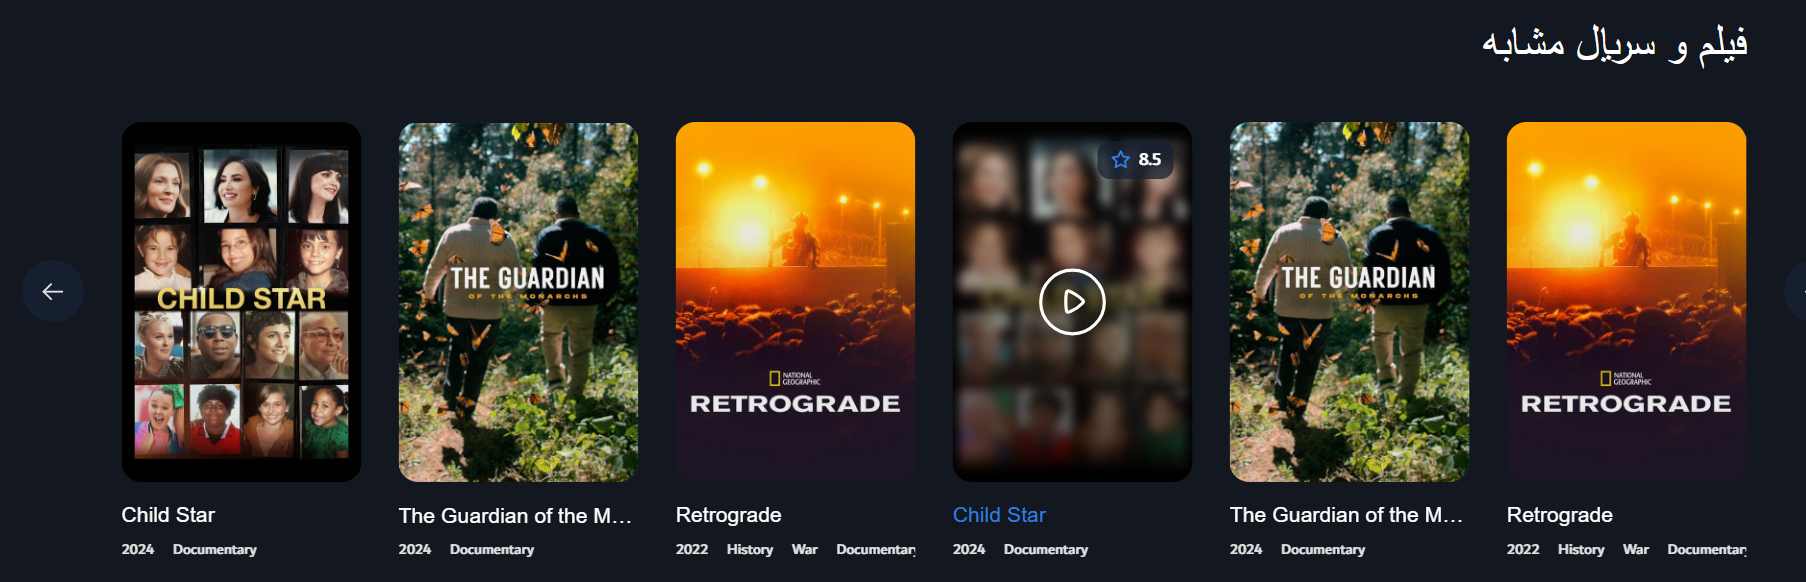 فیلم و سریال مشابه
CHILD STAR
THE GUARDIAN
OF THE MONARCHS
NATIONAL
GEOGRAPHIC
RETROGRADE
8.5
THE GUARDIAN
OF THE MONARCHS
NATIONAL
GEOGRAPHIC
RETROGRADE
Child Star
2024 Documentary
The Guardian of the M...
2024 Documentary
Retrograde
2022 History War Documentar
Child Star
2024 Documentary
The Guardian of the M...
2024 Documentary
Retrograde
2022 History War Documentar